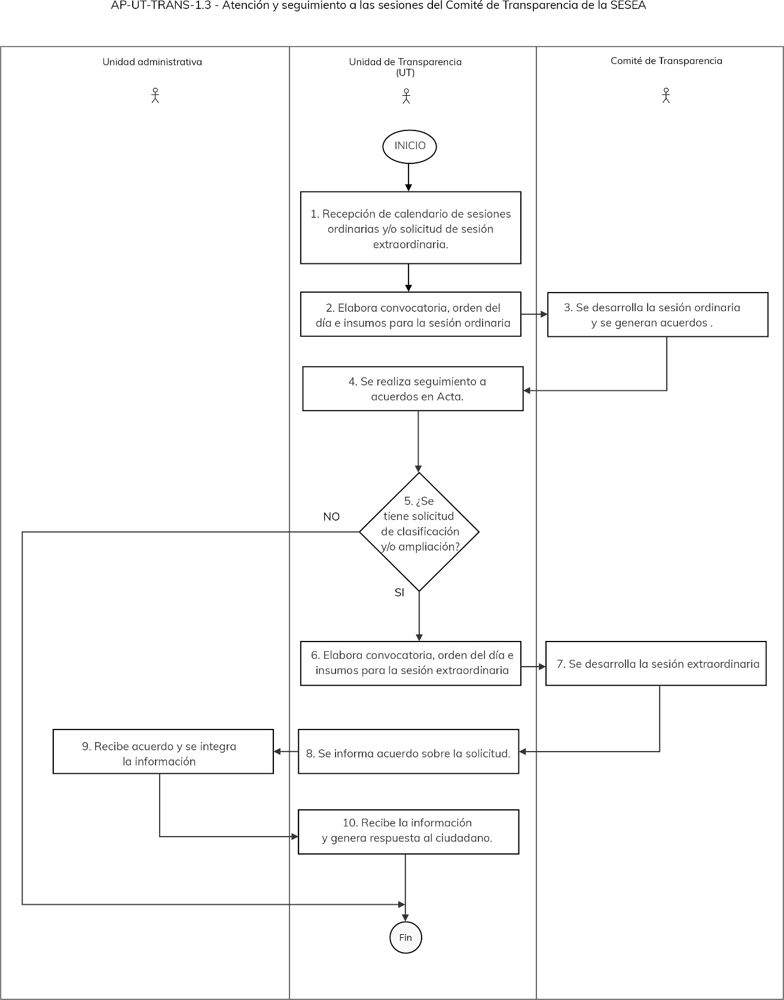 AP-UT-TRANS-1.3 - Atención y seguimiento a las sesiones del Comité de Transparencia de la SESEA
Unidad administrativa
Unidad de Transparencia
(UT)
Comité de Transparencia
INICIO
1. Recepción de calendario de sesiones
ordinarias y/o solicitud de sesión
extraordinaria.
2. Elabora convocatoria, orden del
día e insumos para la sesión ordinaria
3. Se desarrolla la sesión ordinaria
y se generan acuerdos .
4. Se realiza seguimiento a
acuerdos en Acta.
5. ¿Se
tiene solicitud
de clasificación
y/o ampliación?
NO
SI
6. Elabora convocatoria, orden del día e
insumos para la sesión extraordinaria
7. Se desarrolla la sesión extraordinaria
8. Se informa acuerdo sobre la solicitud.
9. Recibe acuerdo y se integra
la información
10. Recibe la información
y genera respuesta al ciudadano.
Fin